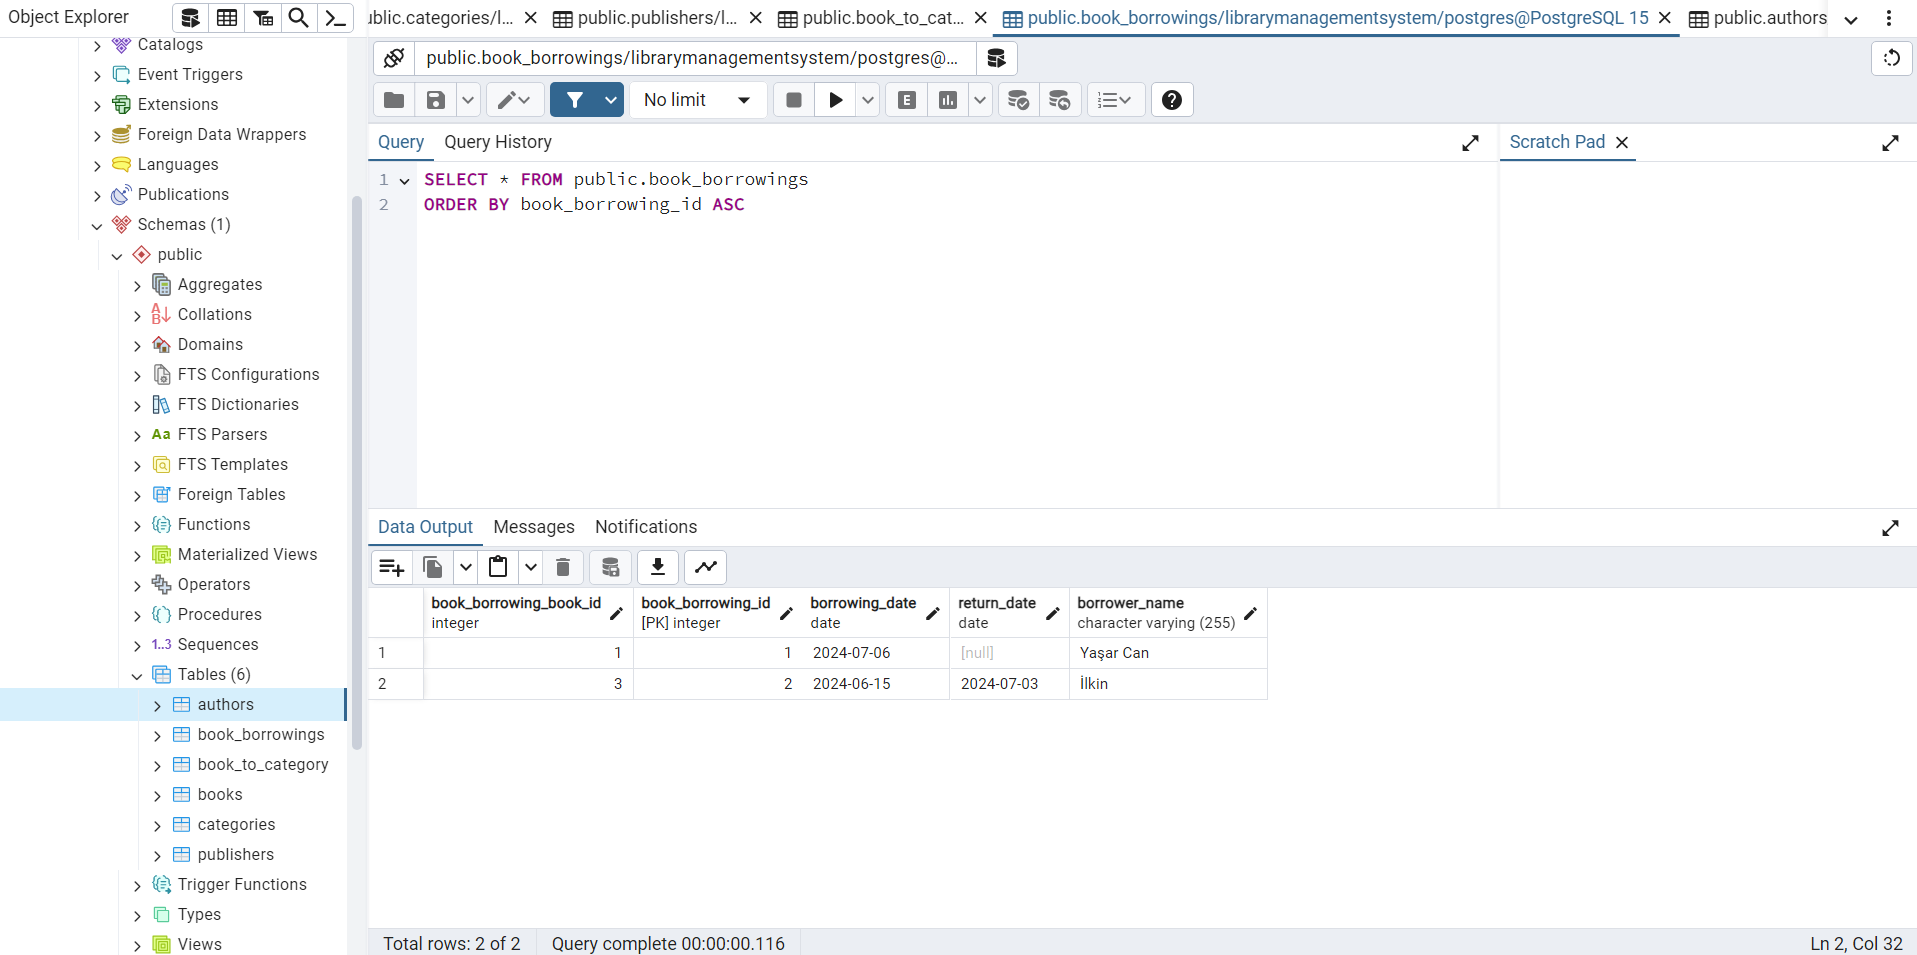 Object Explorer
ublic.categories/l...
public.publishers/l...
public.book_to_cat...
public.book_borrowings/librarymanagementsystem/postgres@PostgreSQL 15
public.authors
Catalogs
Event Triggers
Extensions
Foreign Data Wrappers
Languages
Publications
Schemas (1)
public
Aggregates
Collations
Domains
FTS Configurations
FTS Dictionaries
Aa FTS Parsers
FTS Templates
Foreign Tables
Functions
Materialized Views
Operators
Procedures
1..3 Sequences
Tables (6)
authors
book_borrowings
book_to_category
books
categories
publishers
Trigger Functions
Types
Views
public.book_borrowings/librarymanagementsystem/postgres@...
No limit
E
Query
Query History
Scratch Pad
1 SELECT * FROM public.book_borrowings
2 ORDER BY book_borrowing_id ASC
Data Output
Messages
Notifications
book_borrowing_book_id
integer
book_borrowing_id
[PK] integer
borrowing_date
date
return_date
date
borrower_name
character varying (255)
1 1 1 2024-07-06 [null] Yaşar Can
2 3 2 2024-06-15 2024-07-03 İlkin
Total rows: 2 of 2
Query complete 00:00:00.116
Ln 2, Col 32